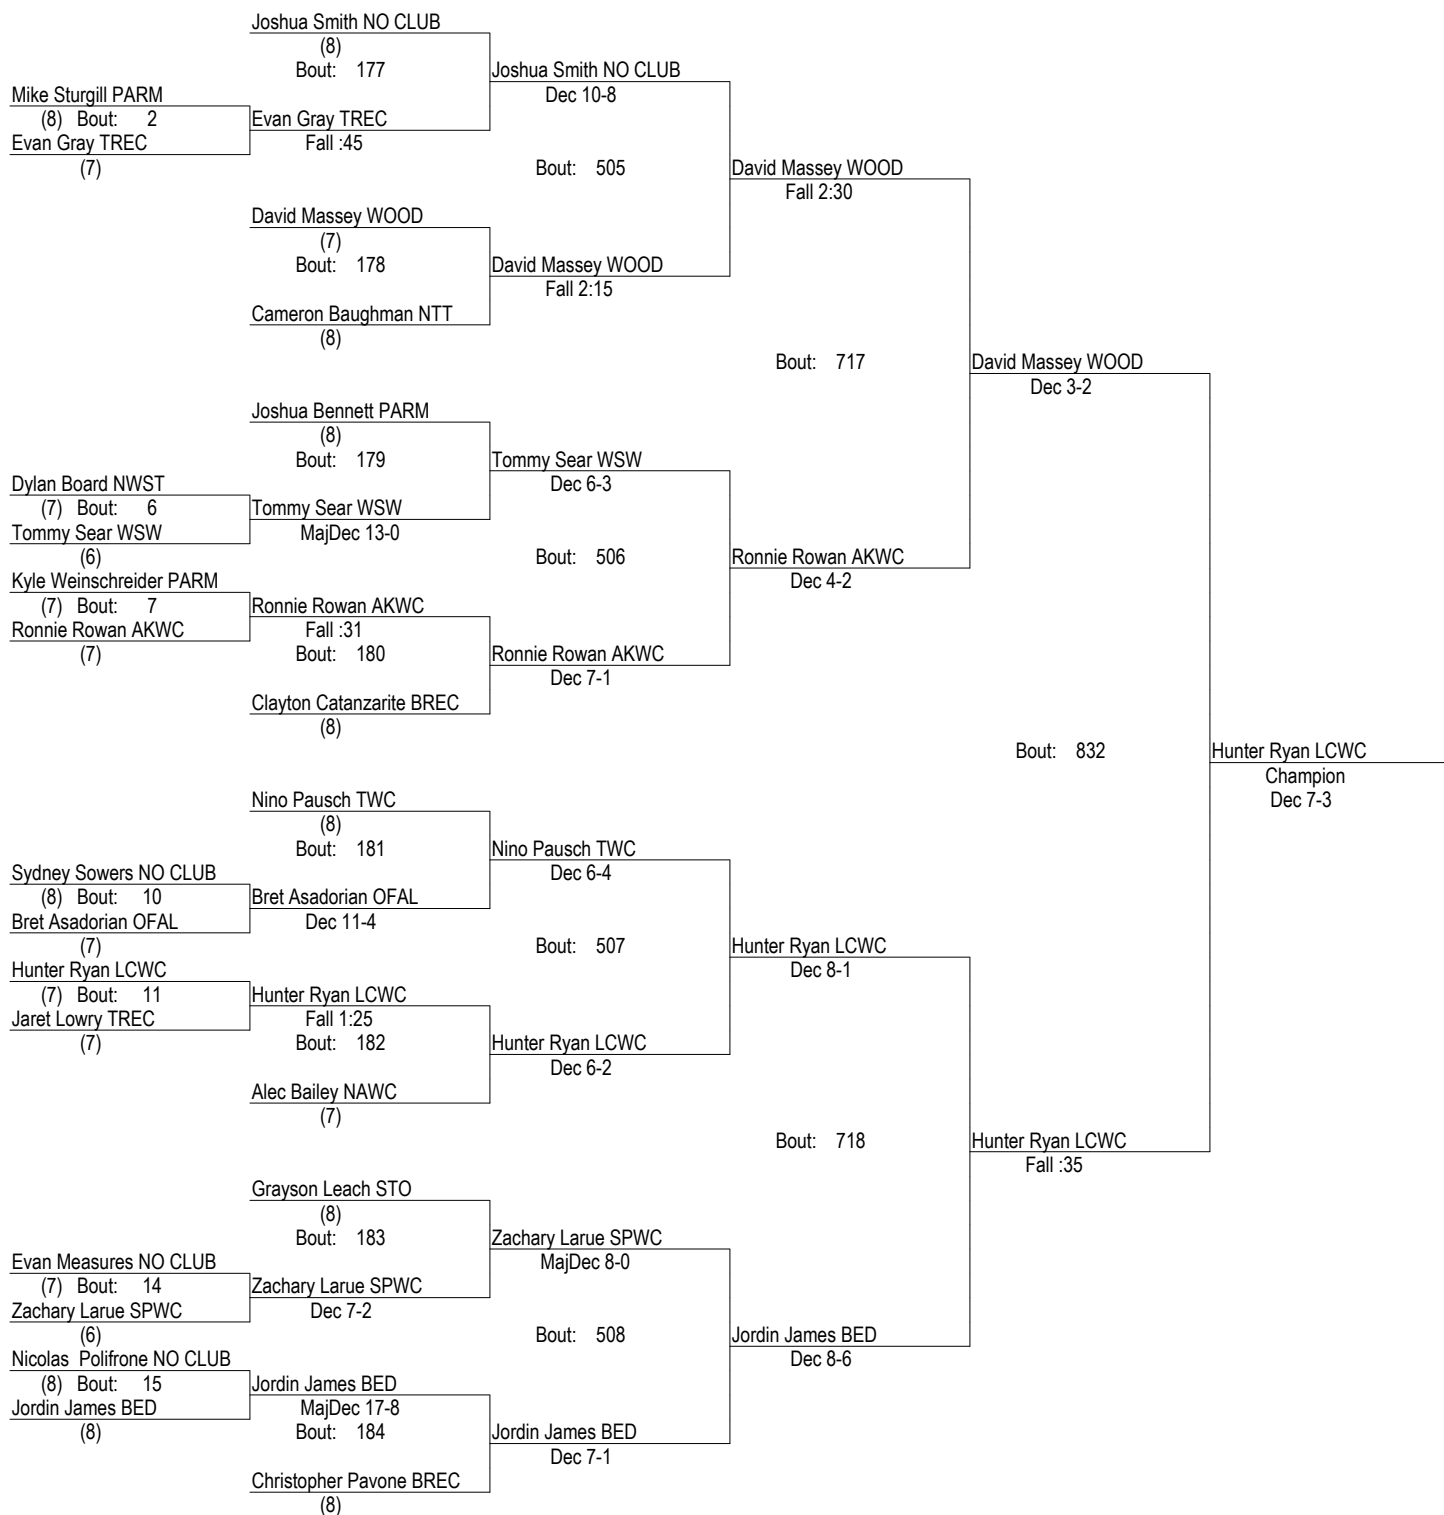 Joshua Smith NO CLUB
(8)
Bout: 177
Joshua Smith NO CLUB
Dec 10-8
Mike Sturgill PARM
(8) Bout: 2
Evan Gray TREC
Evan Gray TREC
Fall :45
(7)
Bout: 505
David Massey WOOD
Fall 2:30
David Massey WOOD
(7)
Bout: 178
David Massey WOOD
Fall 2:15
Cameron Baughman NTT
(8)
Bout: 717
David Massey WOOD
Dec 3-2
Joshua Bennett PARM
(8)
Bout: 179
Tommy Sear WSW
Dec 6-3
Dylan Board NWST
(7) Bout: 6
Tommy Sear WSW
Tommy Sear WSW
MajDec 13-0
(6)
Bout: 506
Ronnie Rowan AKWC
Dec 4-2
Kyle Weinschreider PARM
(7) Bout: 7
Ronnie Rowan AKWC
Ronnie Rowan AKWC
Fall :31
(7)
Bout: 180
Ronnie Rowan AKWC
Dec 7-1
Clayton Catanzarite BREC
(8)
Bout: 832
Hunter Ryan LCWC
Champion
Dec 7-3
Nino Pausch TWC
(8)
Bout: 181
Nino Pausch TWC
Dec 6-4
Sydney Sowers NO CLUB
(8) Bout: 10
Bret Asadorian OFAL
Bret Asadorian OFAL
Dec 11-4
(7)
Bout: 507
Hunter Ryan LCWC
Dec 8-1
Hunter Ryan LCWC
(7) Bout: 11
Hunter Ryan LCWC
Jaret Lowry TREC
Fall 1:25
(7)
Bout: 182
Hunter Ryan LCWC
Dec 6-2
Alec Bailey NAWC
(7)
Bout: 718
Hunter Ryan LCWC
Fall :35
Grayson Leach STO
(8)
Bout: 183
Zachary Larue SPWC
MajDec 8-0
Evan Measures NO CLUB
(7) Bout: 14
Zachary Larue SPWC
Zachary Larue SPWC
Dec 7-2
(6)
Bout: 508
Jordin James BED
Dec 8-6
Nicolas Polifrone NO CLUB
(8) Bout: 15
Jordin James BED
Jordin James BED
MajDec 17-8
(8)
Bout: 184
Jordin James BED
Dec 7-1
Christopher Pavone BREC
(8)